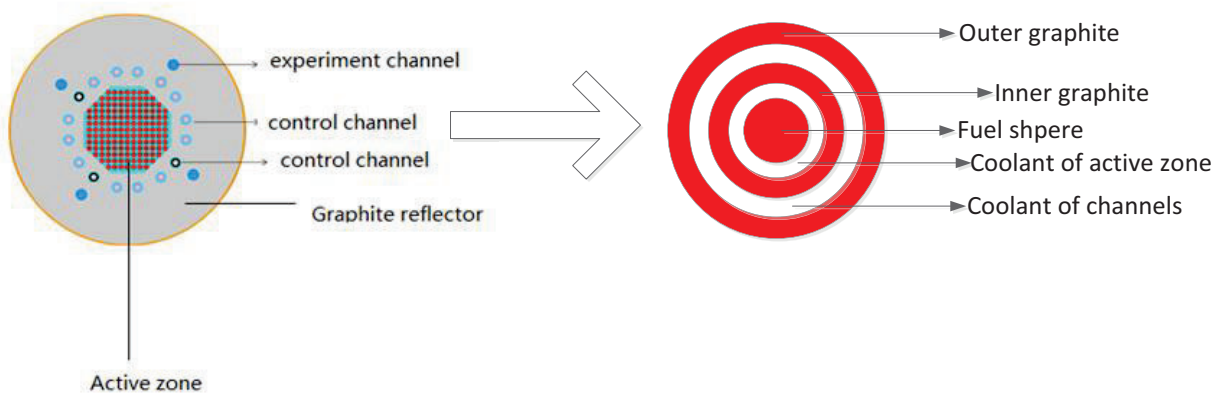 experiment channel
control channel
control channel
Graphite reflector
Active zone
Outer graphite
Inner graphite
Fuel shpere
Coolant of active zone
Coolant of channels